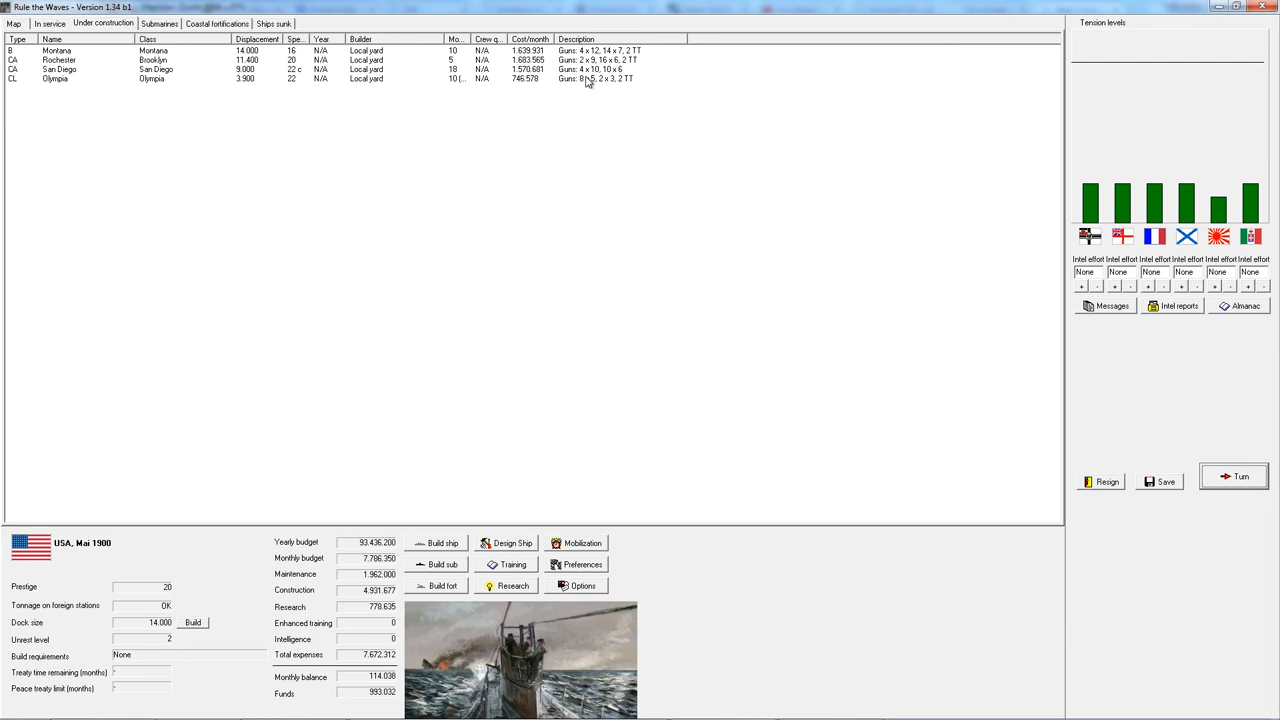 Rule the Waves - Version 1.34 b1
Map In service Under construction Submarines Coastal fortifications Ships sunk
Type Name Class Displacement Spe... Year Builder Mo... Crew q... Cost/month Description
B Montana Montana 14.000 16 N/A Local yard 10 N/A 1.639.931 Guns: 4 x 12, 14 x 7, 2 TT
CA Rochester Brooklyn 11.400 20 N/A Local yard 5 N/A 1.683.565 Guns: 2 x 9, 16 x 6, 2 TT
CA San Diego San Diego 9.000 22 c N/A Local yard 18 N/A 1.570.681 Guns: 4 x 10, 10 x 6
CL Olympia Olympia 3.900 22 N/A Local yard 10 (... N/A 746.578 Guns: 8 x 5, 2 x 3, 2 TT
Tension levels
Intel effort Intel effort Intel effort Intel effort Intel effort Intel effort
None None None None None None
+ - + - + - + - + - + -
Messages Intel reports Almanac
Resign Save Turn
USA, Mai 1900
Prestige 20
Tonnage on foreign stations OK
Dock size 14.000 Build
Unrest level 2
Build requirements None
Treaty time remaining (months) -
Peace treaty limit (months) -
Yearly budget 93.436.200
Monthly budget 7.786.350
Maintenance 1.962.000
Construction 4.931.677
Research 778.635
Enhanced training 0
Intelligence 0
Total expenses 7.672.312
Monthly balance 114.038
Funds 993.032
Build ship Design Ship Mobilization
Build sub Training Preferences
Build fort Research Options